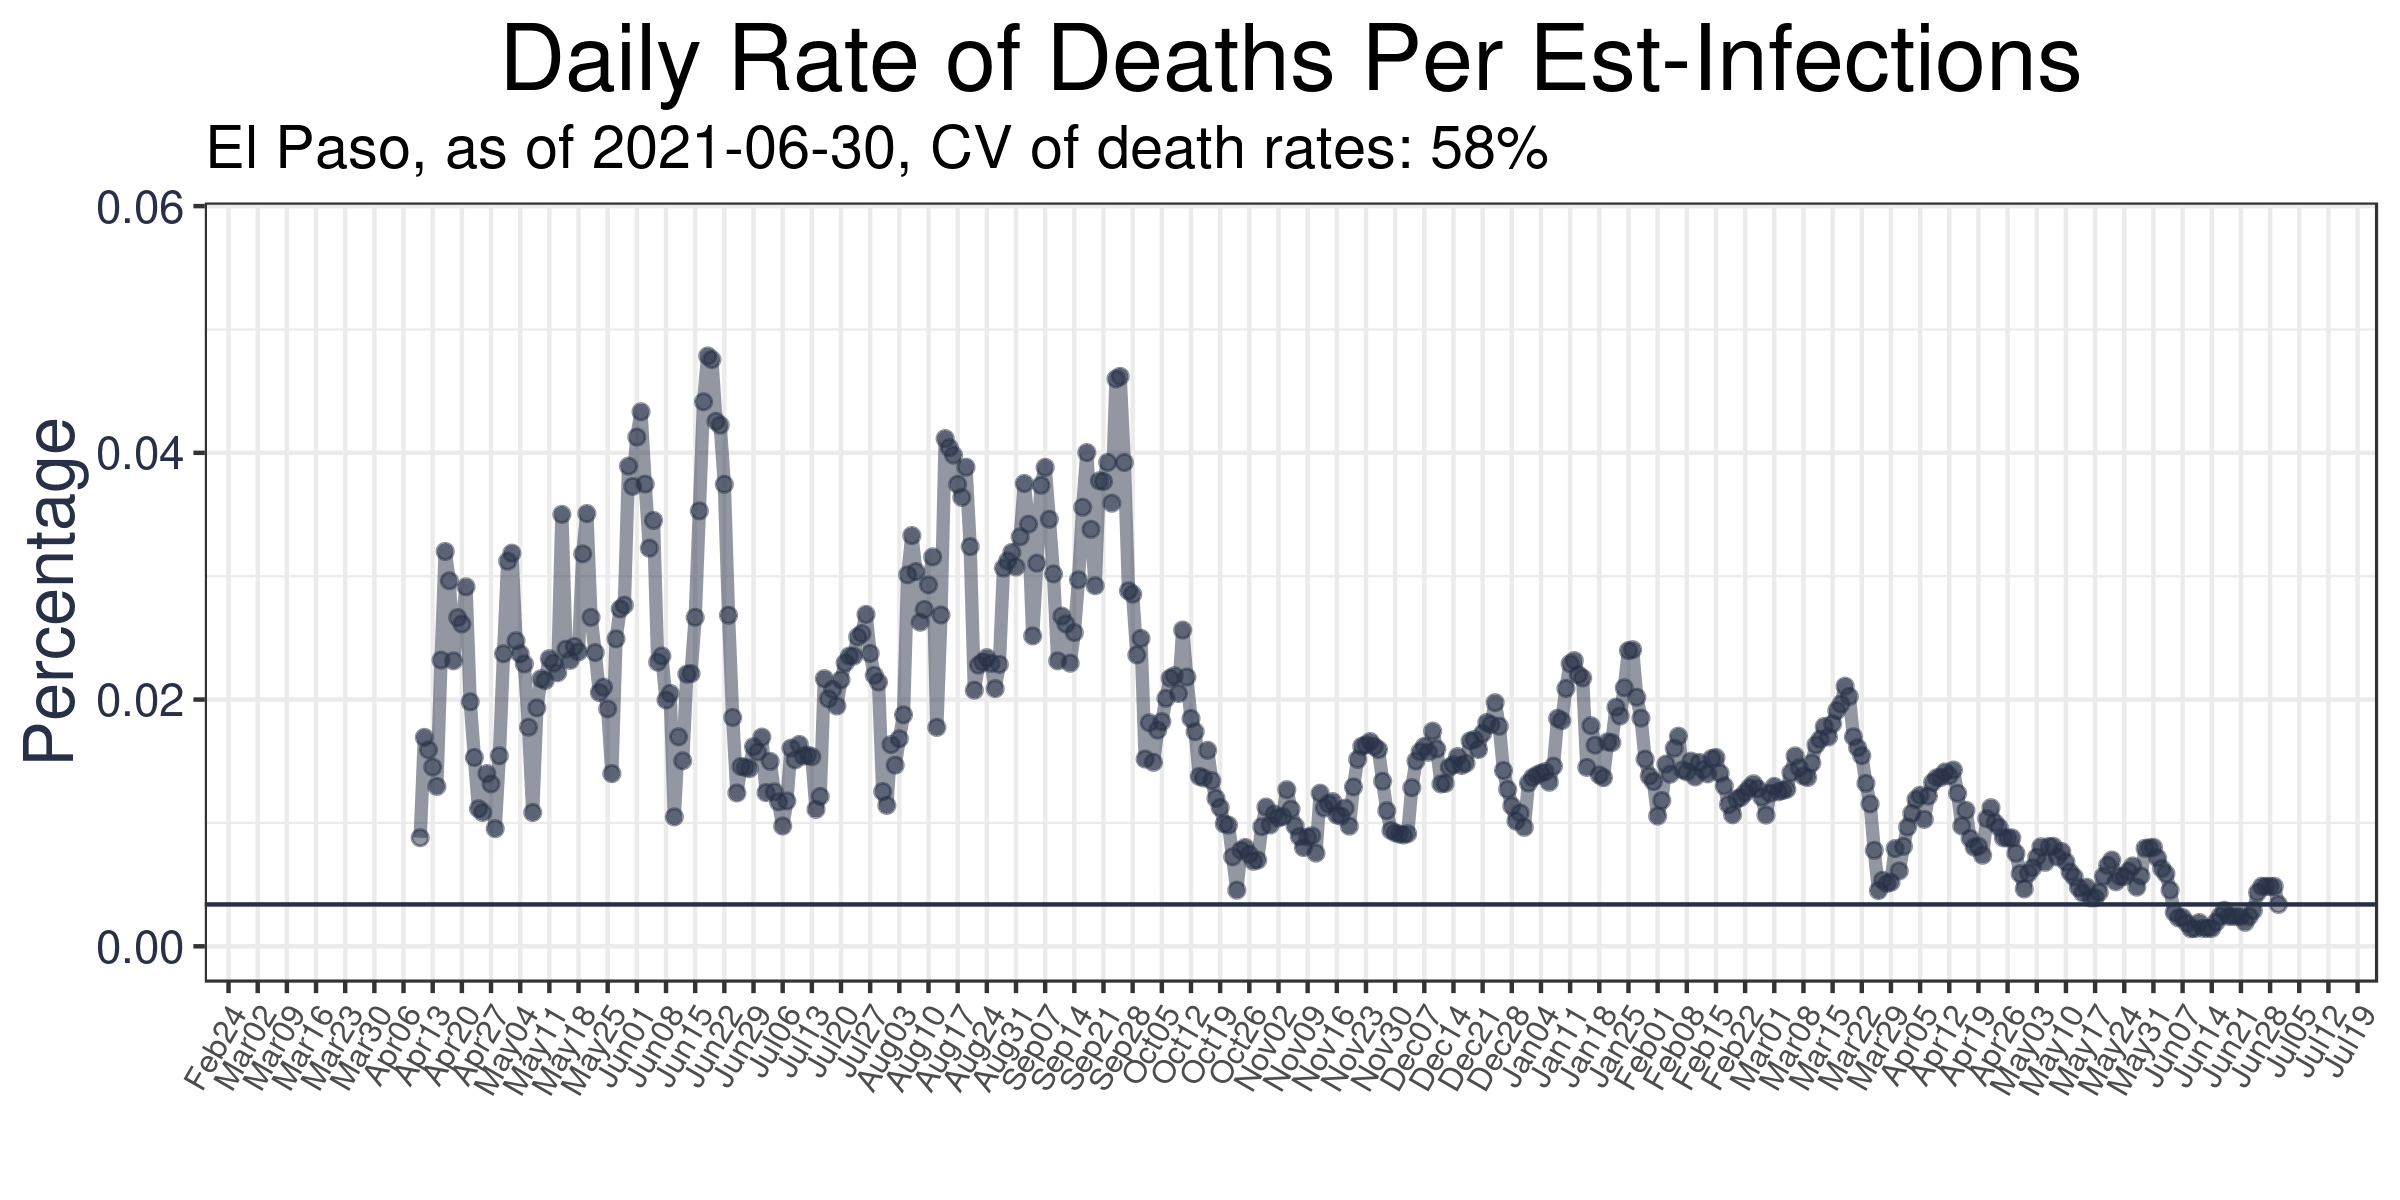 Daily Rate of Deaths Per Est-Infections
El Paso, as of 2021-06-30, CV of death rates: 58%
Percentage
0.06
0.04
0.02
0.00
Feb24
Mar02
Mar09
Mar16
Mar23
Mar30
Apr06
Apr13
Apr20
Apr27
May04
May11
May18
May25
Jun01
Jun08
Jun15
Jun22
Jun29
Jul06
Jul13
Jul20
Jul27
Aug03
Aug10
Aug17
Aug24
Aug31
Sep07
Sep14
Sep21
Sep28
Oct05
Oct12
Oct19
Oct26
Nov02
Nov09
Nov16
Nov23
Nov30
Dec07
Dec14
Dec21
Dec28
Jan04
Jan11
Jan18
Jan25
Feb01
Feb08
Feb15
Feb22
Mar01
Mar08
Mar15
Mar22
Mar29
Apr05
Apr12
Apr19
Apr26
May03
May10
May17
May24
May31
Jun07
Jun14
Jun21
Jun28
Jul05
Jul12
Jul19